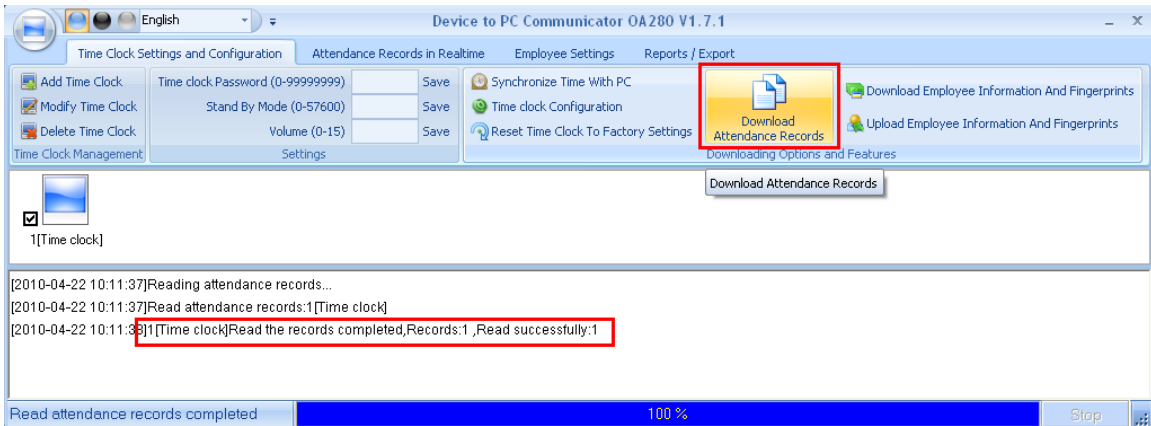 English
Device to PC Communicator OA280 V1.7.1
Time Clock Settings and Configuration
Attendance Records in Realtime
Employee Settings
Reports / Export
Add Time Clock
Modify Time Clock
Delete Time Clock
Time Clock Management
Time clock Password (0-99999999)
Save
Stand By Mode (0-57600)
Save
Volume (0-15)
Save
Settings
Synchronize Time With PC
Time clock Configuration
Reset Time Clock To Factory Settings
Download
Attendance Records
Download Employee Information And Fingerprints
Upload Employee Information And Fingerprints
Downloading Options and Features
Download Attendance Records
1[Time clock]
[2010-04-22 10:11:37]Reading attendance records...
[2010-04-22 10:11:37]Read attendance records:1[Time clock]
[2010-04-22 10:11:38]1[Time clock]Read the records completed,Records:1 ,Read successfully:1
Read attendance records completed
100 %
Stop